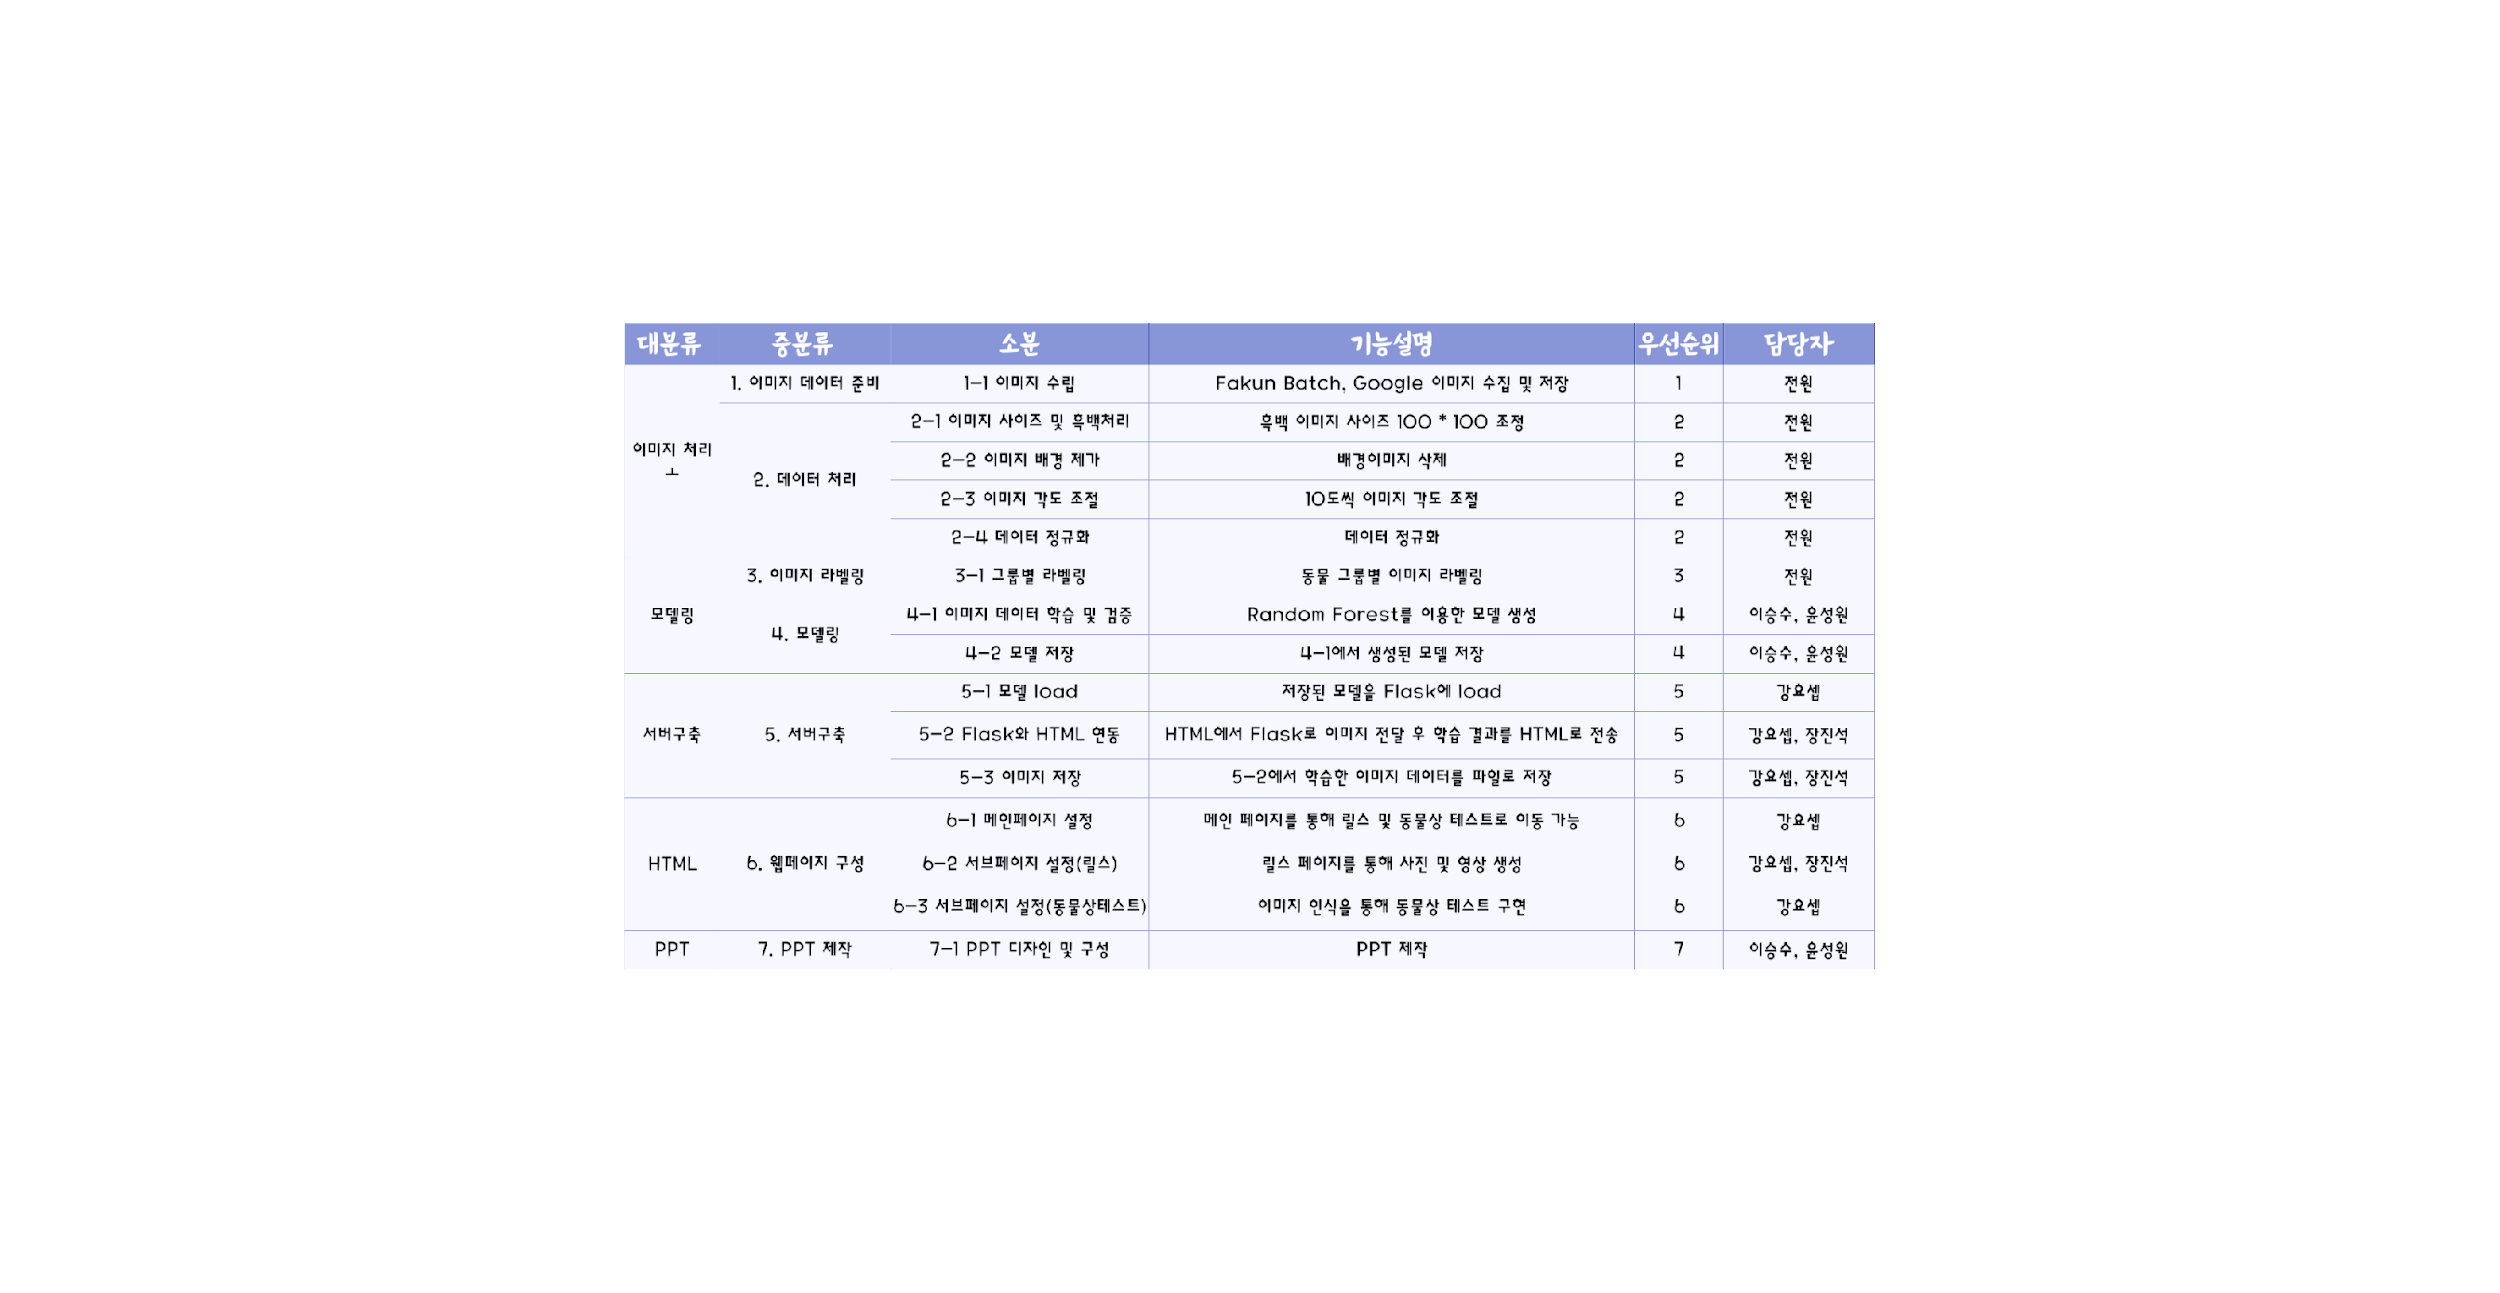 대분류 중분류 소분 기능설명 우선순위 담당자
1. 이미지 데이터 준비 1-1 이미지 수립 Fakun Batch, Google 이미지 수집 및 저장 1 전원
2-1 이미지 사이즈 및 흑백처리 흑백 이미지 사이즈 100 * 100 조정 2 전원
이미지 처리
ㅗ
2-2 이미지 배경 제가 배경이미지 삭제 2 전원
2. 데이터 처리
2-3 이미지 각도 조절 10도씩 이미지 각도 조절 2 전원
2-4 데이터 정규화 데이터 정규화 2 전원
3. 이미지 라벨링 3-1 그룹별 라벨링 동물 그룹별 이미지 라벨링 3 전원
모델링
4. 모델링
4-1 이미지 데이터 학습 및 검증 Random Forest를 이용한 모델 생성 4 이승수, 윤성원
4-2 모델 저장 4-1에서 생성된 모델 저장 4 이승수, 윤성원
5-1 모델 load 저장된 모델을 Flask에 load 5 강요셉
서버구축 5. 서버구축 5-2 Flask와 HTML 연동 HTML에서 Flask로 이미지 전달 후 학습 결과를 HTML로 전송 5 강요셉, 장진석
5-3 이미지 저장 5-2에서 학습한 이미지 데이터를 파일로 저장 5 강요셉, 장진석
6-1 메인페이지 설정 메인 페이지를 통해 릴스 및 동물상 테스트로 이동 가능 6 강요셉
HTML 6. 웹페이지 구성 6-2 서브페이지 설정(릴스) 릴스 페이지를 통해 사진 및 영상 생성 6 강요셉, 장진석
6-3 서브페이지 설정(동물상테스트) 이미지 인식을 통해 동물상 테스트 구현 6 강요셉
PPT 7. PPT 제작 7-1 PPT 디자인 및 구성 PPT 제작 7 이승수, 윤성원